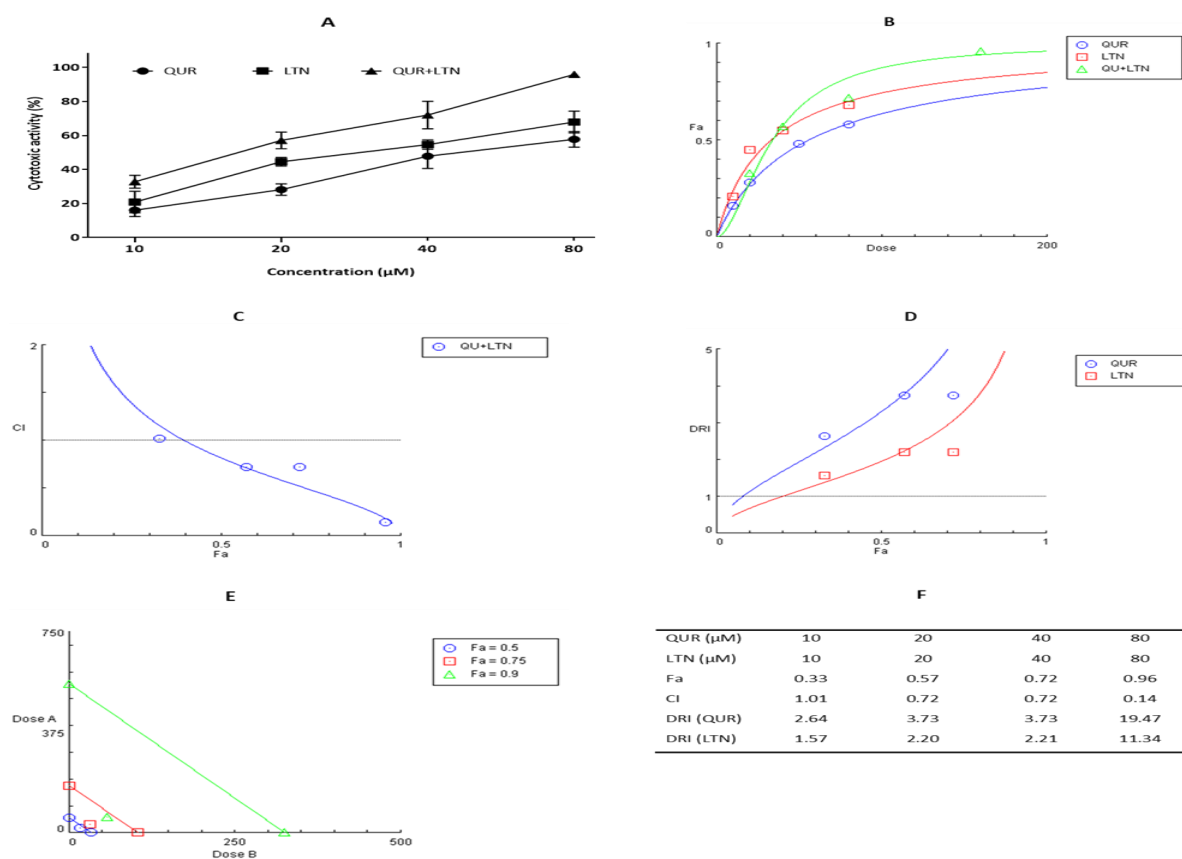 A
QUR LTN QUR+LTN
100
80
60
40
20
0
Cytotoxic activity (%)
10 20 40 80
Concentration (µM)
B
1
Fa
0.5
0
0 200
Dose
QUR
LTN
QU+LTN
C
2
CI
0
0 0.5 1
Fa
QU+LTN
D
5
DRI
1
0
0 0.5 1
Fa
QUR
LTN
E
750
Dose A
375
0
0 250 500
Dose B
Fa = 0.5
Fa = 0.75
Fa = 0.9
F
QUR (µM) 10 20 40 80
LTN (µM) 10 20 40 80
Fa 0.33 0.57 0.72 0.96
CI 1.01 0.72 0.72 0.14
DRI (QUR) 2.64 3.73 3.73 19.47
DRI (LTN) 1.57 2.20 2.21 11.34